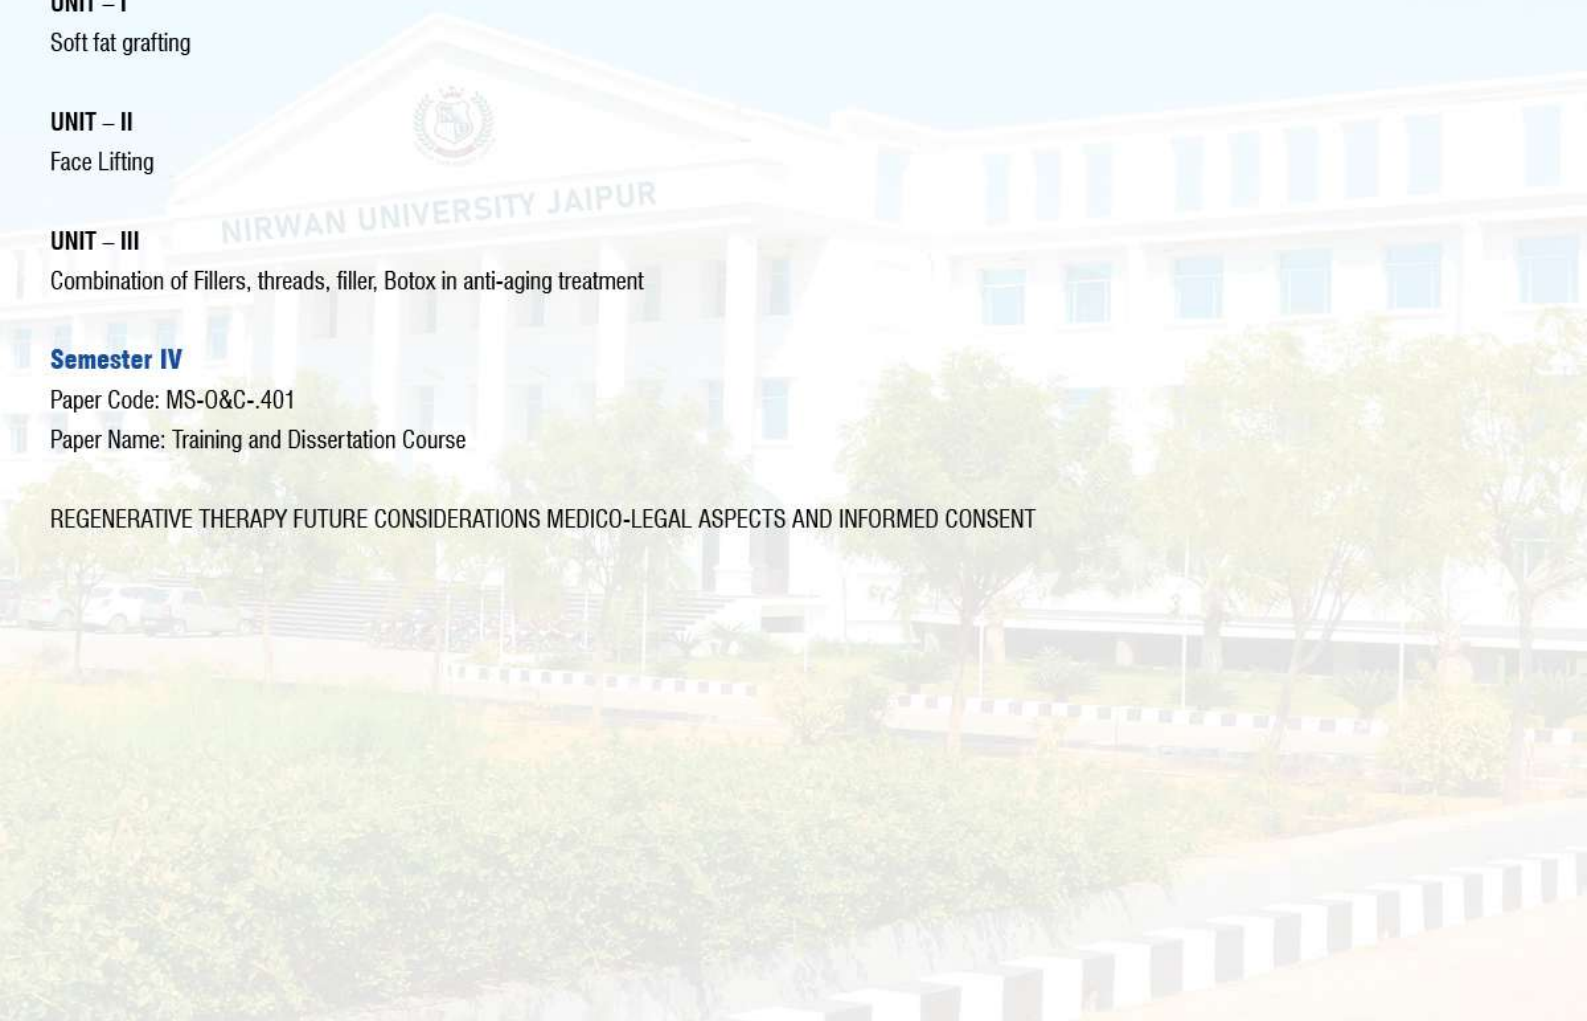 UNIT – I
Soft fat grafting
UNIT – II
Face Lifting
NIRWAN UNIVERSITY JAIPUR
UNIT – III
Combination of Fillers, threads, filler, Botox in anti-aging treatment
Semester IV
Paper Code: MS-O&C-.401
Paper Name: Training and Dissertation Course
REGENERATIVE THERAPY FUTURE CONSIDERATIONS MEDICO-LEGAL ASPECTS AND INFORMED CONSENT